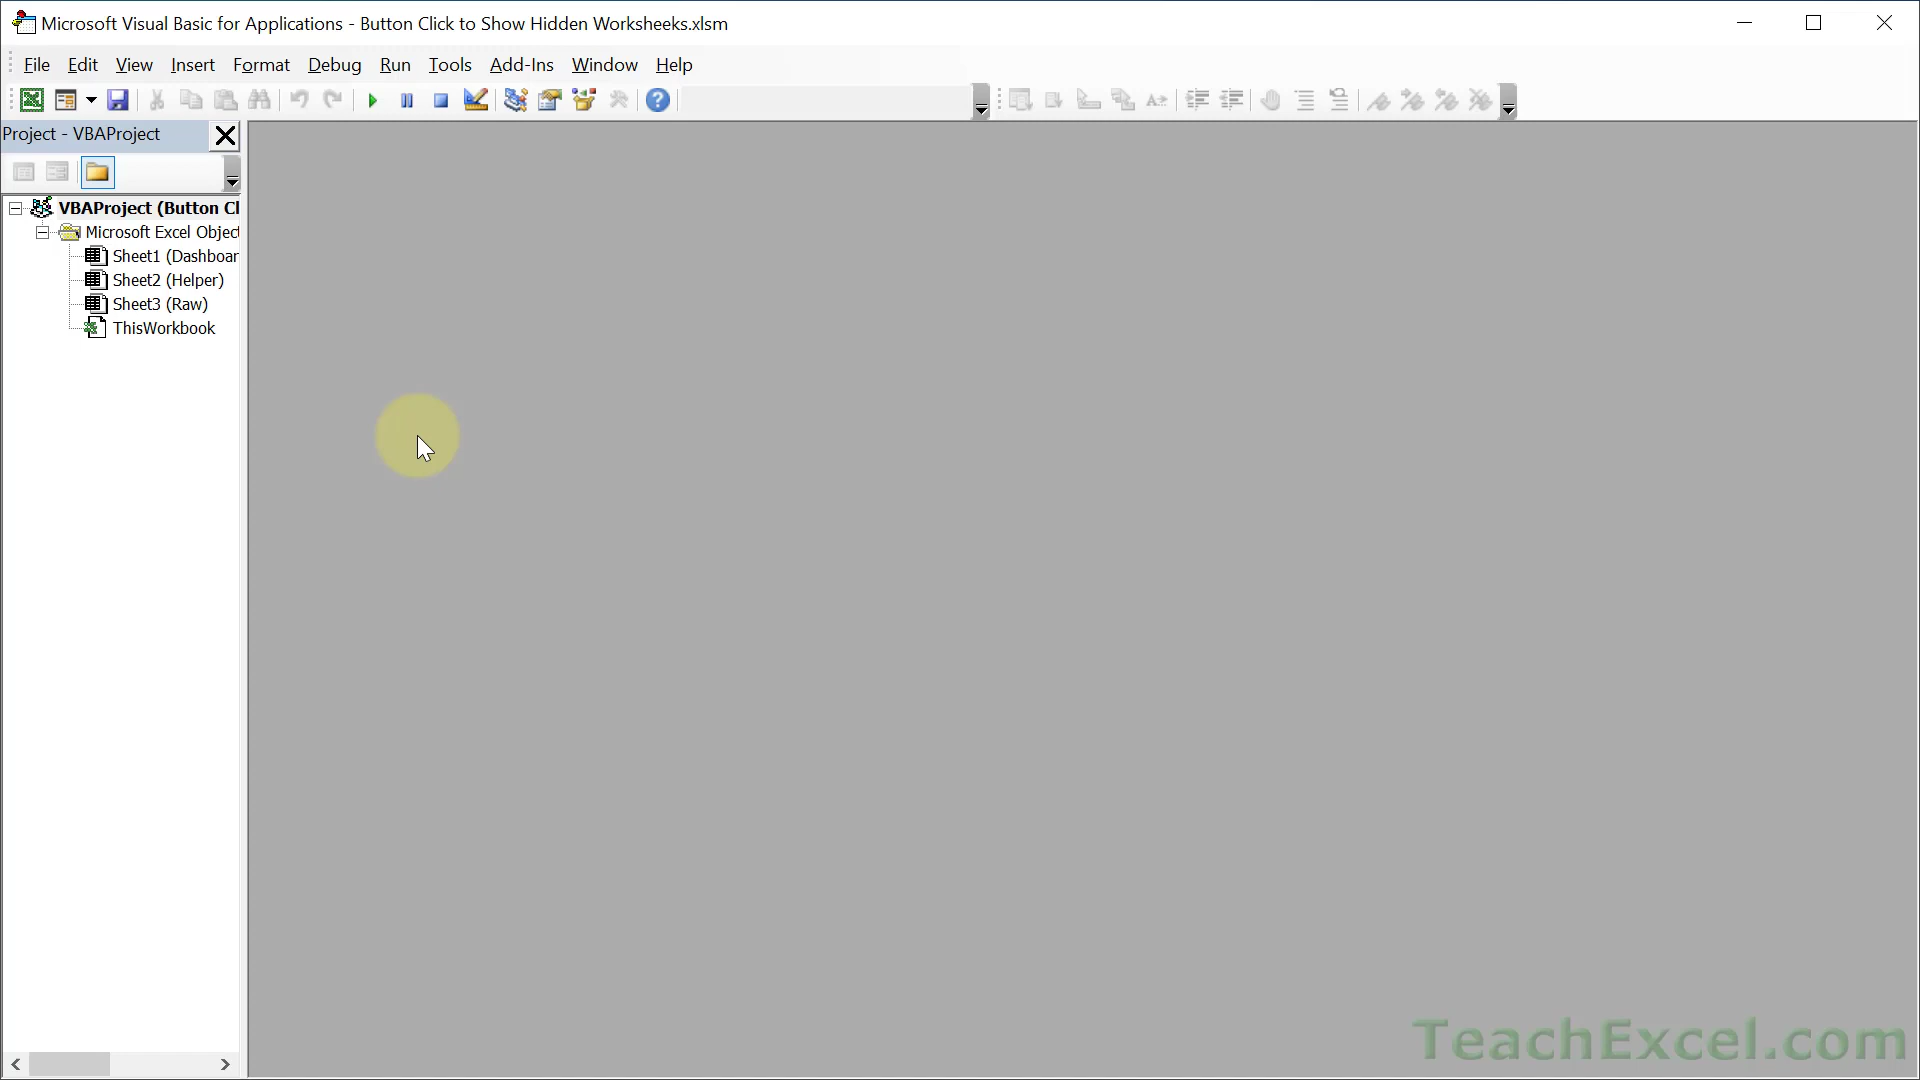 Microsoft Visual Basic for Applications - Button Click to Show Hidden Worksheeks.xlsm
File Edit View Insert Format Debug Run Tools Add-Ins Window Help
Project - VBAProject
VBAProject (Button Cl
Microsoft Excel Object
Sheet1 (Dashboar
Sheet2 (Helper)
Sheet3 (Raw)
ThisWorkbook
TeachExcel.com